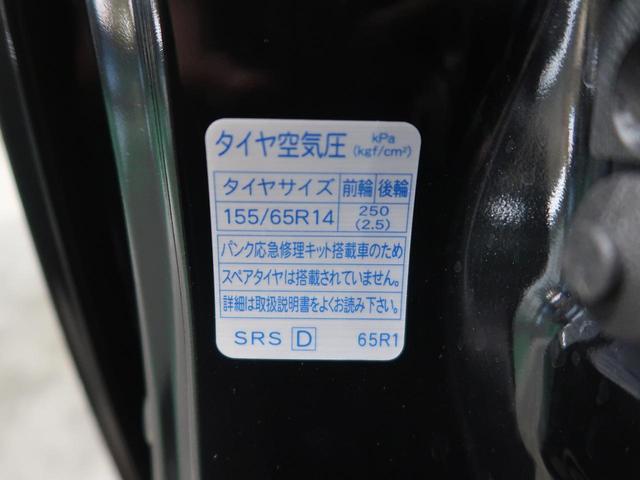 タイヤ空気圧 kPa (kgf/cm²)
タイヤサイズ 前輪 後輪
155/65R14 250 (2.5)
パンク応急修理キット搭載車のため
スペアタイヤは搭載されていません。
詳細は取扱説明書をよくお読み下さい。
SRS D 65R1